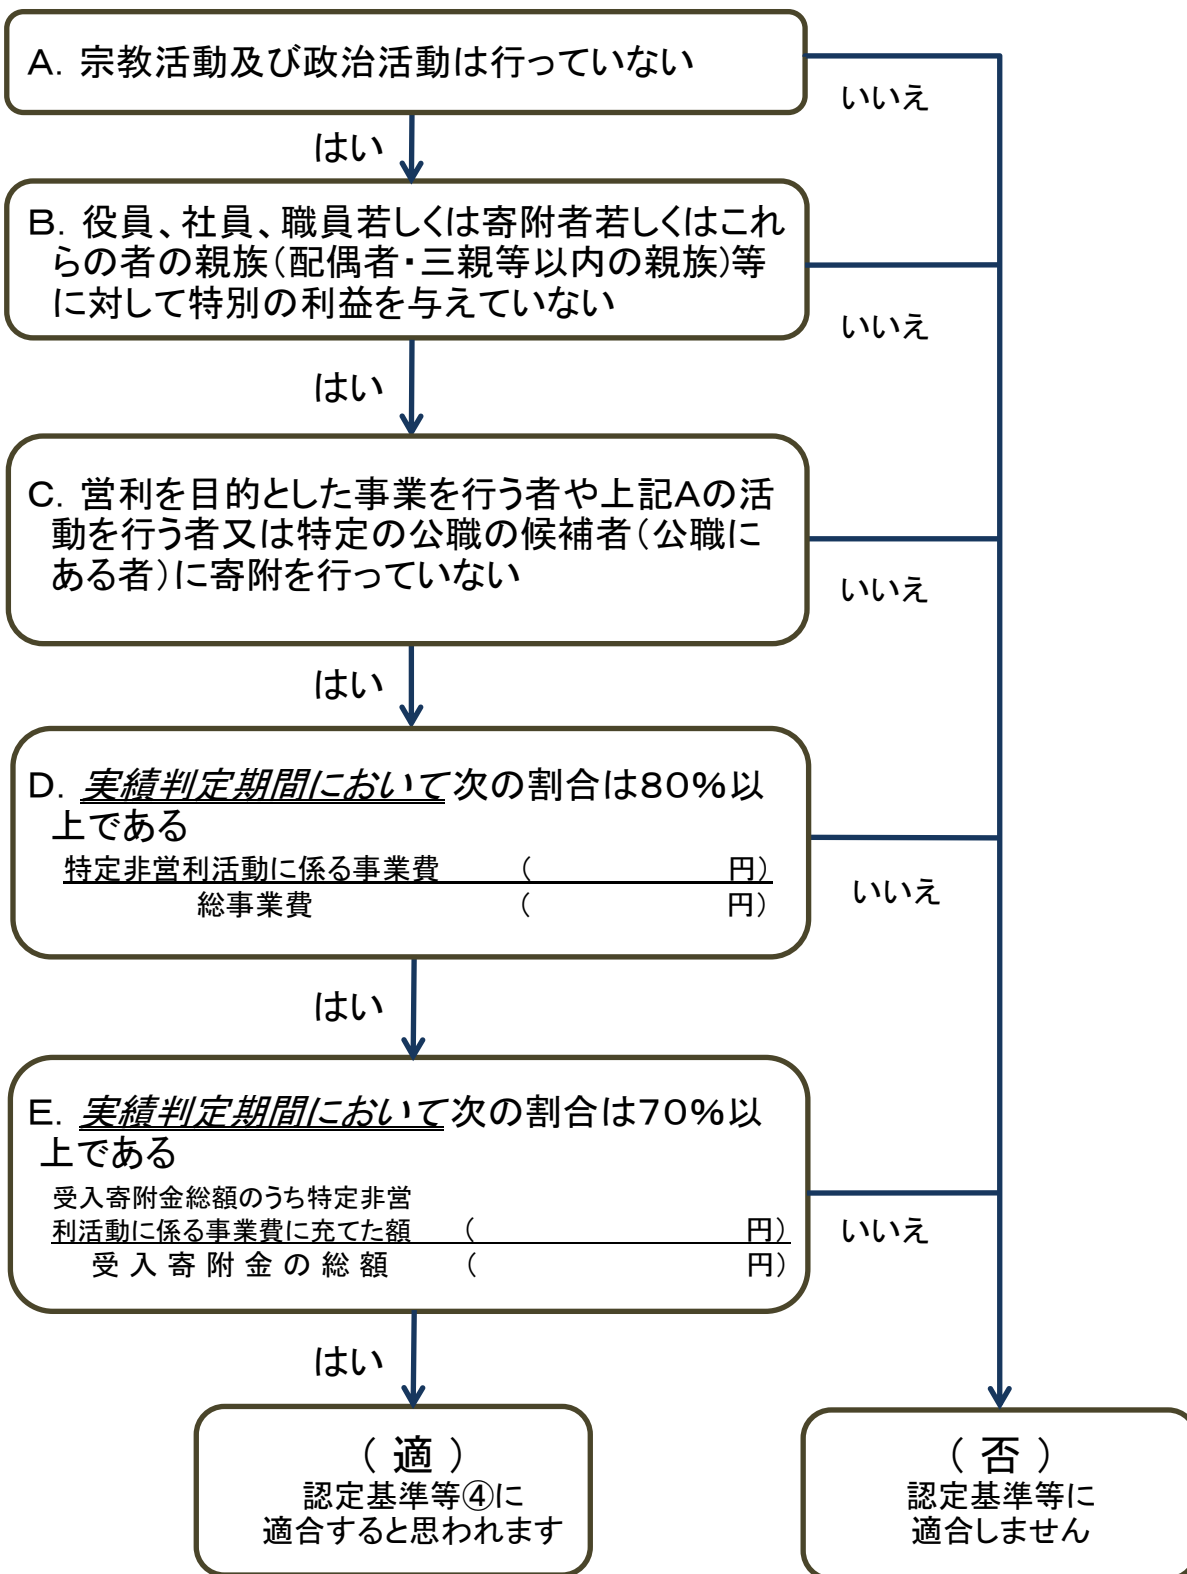 A．宗教活動及び政治活動は行っていない
いいえ
はい
B．役員、社員、職員若しくは寄附者若しくはこれ
らの者の親族（配偶者・三親等以内の親族）等
に対して特別の利益を与えていない
いいえ
はい
C．営利を目的とした事業を行う者や上記Aの活
動を行う者又は特定の公職の候補者（公職に
ある者）に寄附を行っていない
いいえ
はい
D．実績判定期間において次の割合は80％以
上である
特定非営利活動に係る事業費　（　　　　　円）
総事業費　（　　　　　円）
いいえ
はい
E．実績判定期間において次の割合は70％以
上である
受入寄附金総額のうち特定非営
利活動に係る事業費に充てた額　（　　　　　円）
受 入 寄 附 金 の 総 額　（　　　　　円）
いいえ
はい
（ 適 ）
認定基準等④に
適合すると思われます
（ 否 ）
認定基準等に
適合しません